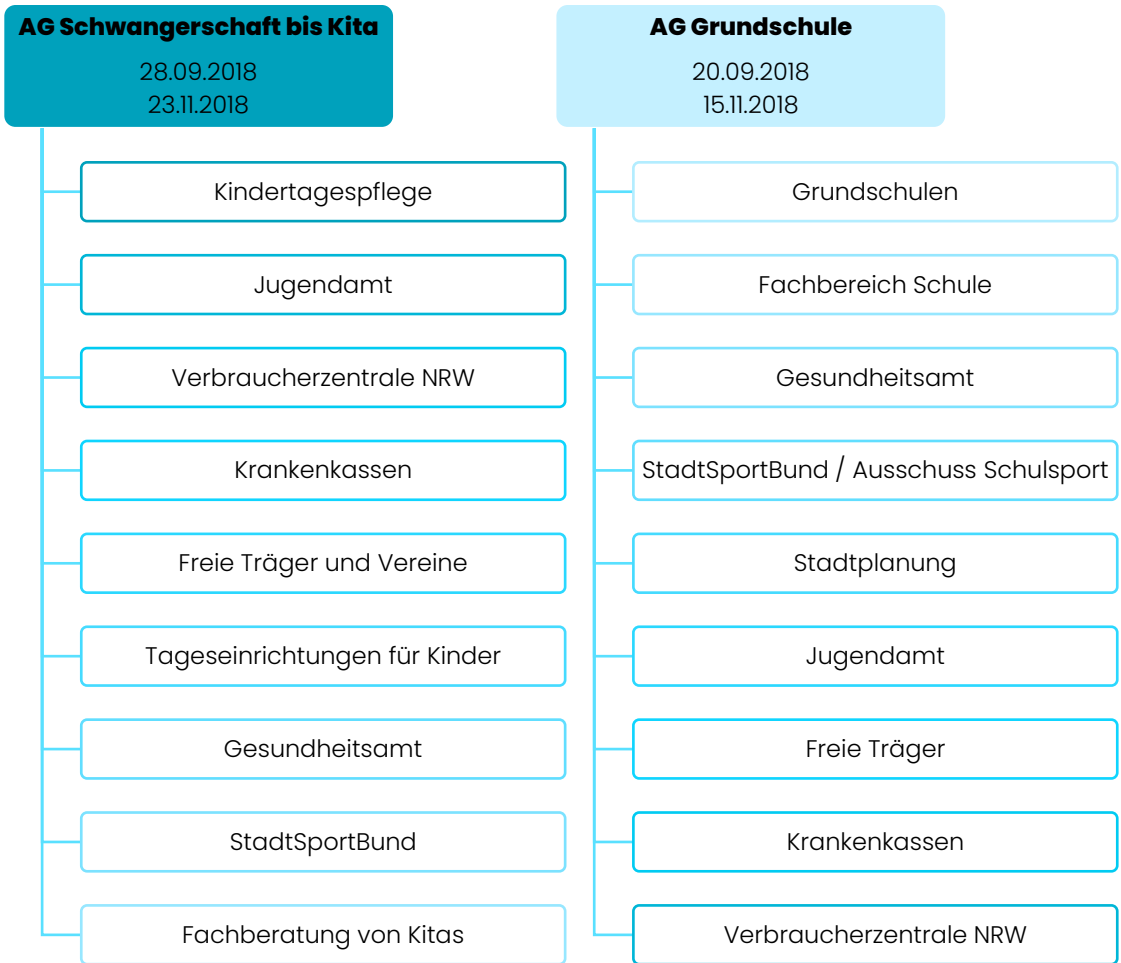 AG Schwangerschaft bis Kita
28.09.2018
23.11.2018
Kindertagespflege
Jugendamt
Verbraucherzentrale NRW
Krankenkassen
Freie Träger und Vereine
Tageseinrichtungen für Kinder
Gesundheitsamt
StadtSportBund
Fachberatung von Kitas
AG Grundschule
20.09.2018
15.11.2018
Grundschulen
Fachbereich Schule
Gesundheitsamt
StadtSportBund / Ausschuss Schulsport
Stadtplanung
Jugendamt
Freie Träger
Krankenkassen
Verbraucherzentrale NRW